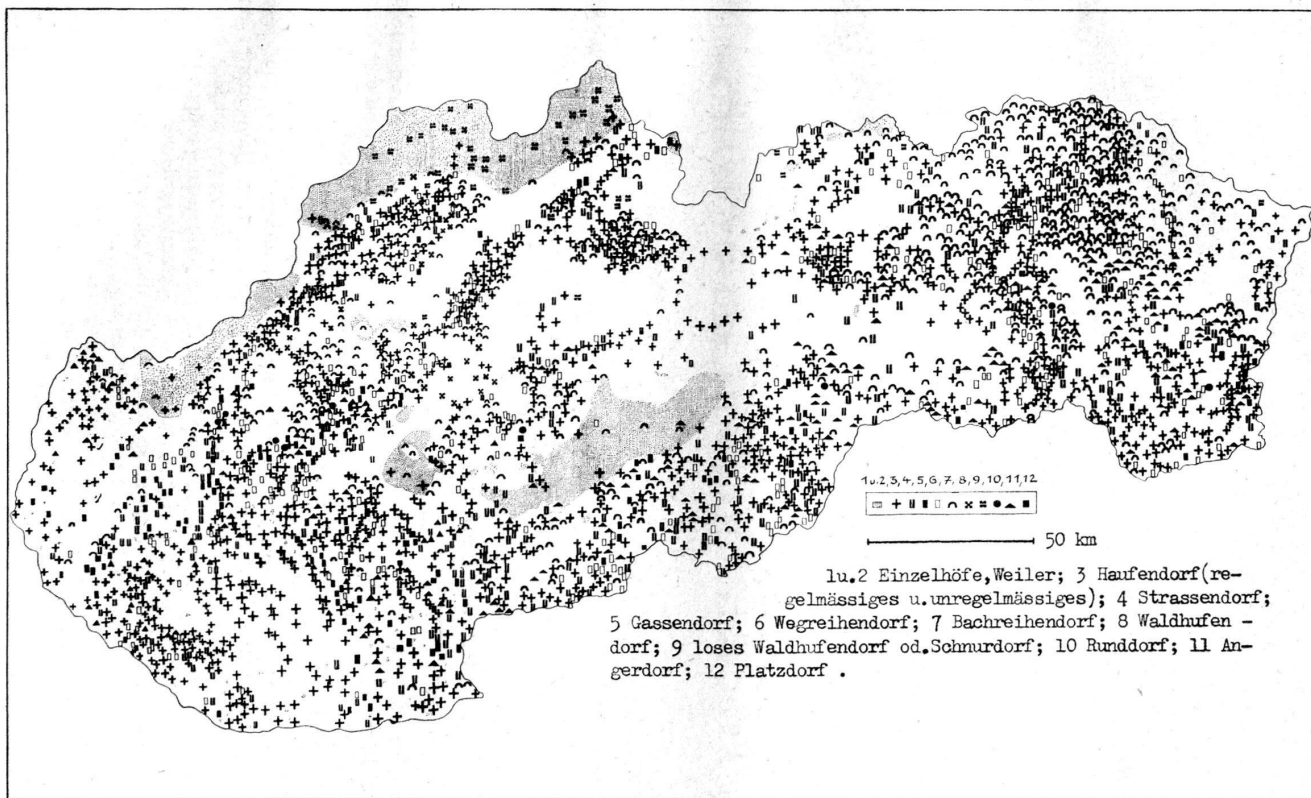 1u.2,3,4,5,6,7,8,9,10,11,12
50 km
1u.2 Einzelhöfe,Weiler; 3 Haufendorf(re-
gelmässiges u.unregelmässiges); 4 Strassendorf;
5 Gassendorf; 6 Wegreihendorf; 7 Bachreihendorf; 8 Waldhufen -
dorf; 9 loses Waldhufendorf od.Schnurdorf; 10 Runddorf; 11 An-
gerdorf; 12 Platzdorf .